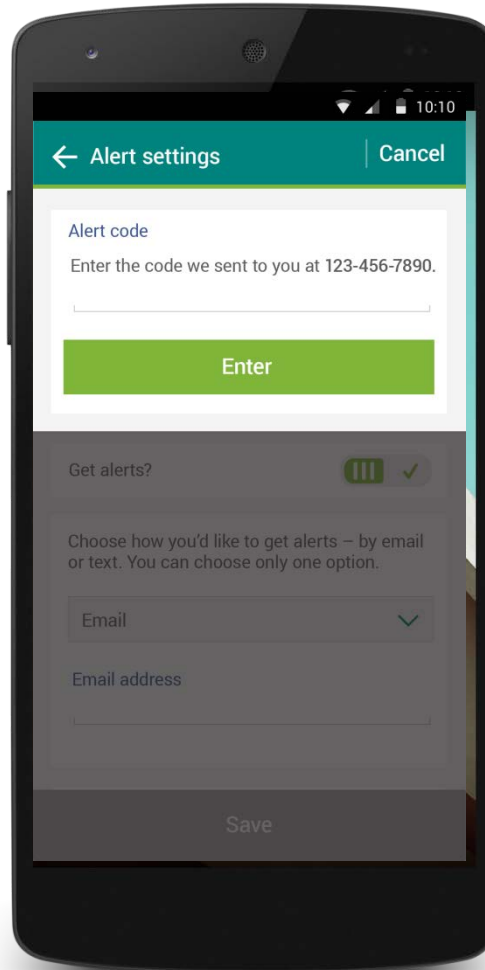 10:10
Alert settings
Cancel
Alert code
Enter the code we sent to you at 123-456-7890.
Enter
Get alerts?
Choose how you'd like to get alerts – by email
or text. You can choose only one option.
Email
Email address
Save